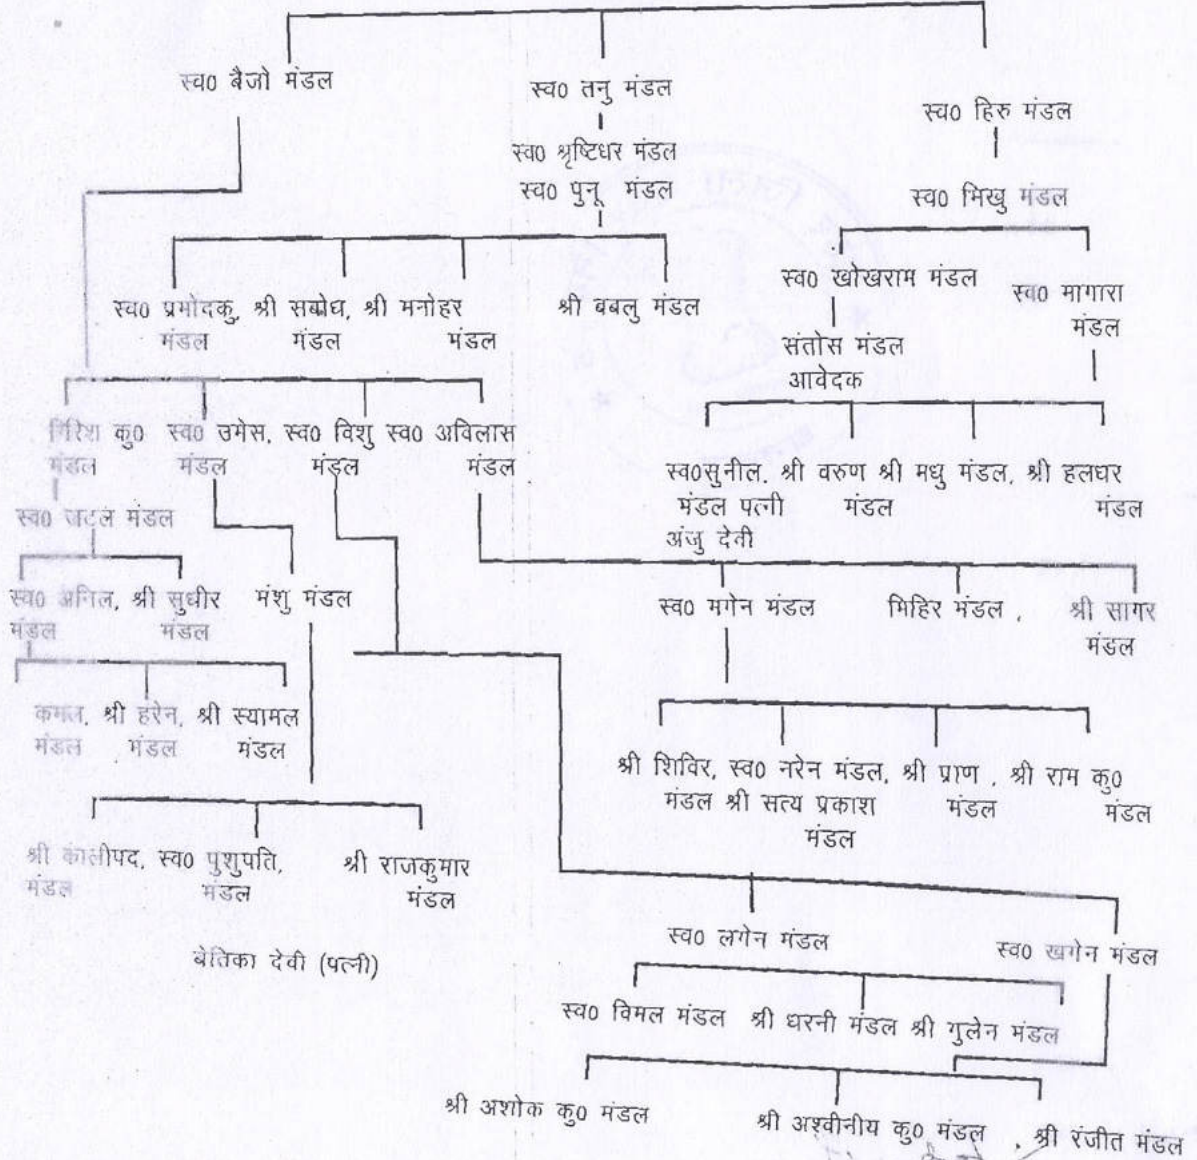 स्व0 बैजो मंडल
स्व0 तनु मंडल
स्व0 हिरु मंडल
स्व0 श्रृष्टिधर मंडल
स्व0 पुनू मंडल
स्व0 भिखु मंडल
स्व0 प्रमोदकु, श्री सबोध, श्री मनोहर
मंडल मंडल मंडल
श्री बबलु मंडल
स्व0 खोखराम मंडल
स्व0 मागारा
मंडल
संतोस मंडल
आवेदक
गिरिश कु0 स्व0 उमेस, स्व0 विशु स्व0 अविलास
मंडल मंडल मंड़ल मंडल
स्व0सुनील, श्री वरुण श्री मधु मंडल, श्री हलधर
मंडल पत्नी मंडल मंडल
अंजु देवी
स्व0 मंडल
स्व0 अनिल, श्री सुधीर
मंडल मंडल
मंशु मंडल
स्व0 मगेन मंडल
मिहिर मंडल ,
श्री सागर
मंडल
कमल, श्री हरेन, श्री स्यामल
मंडल मंडल मंडल
श्री शिविर, स्व0 नरेन मंडल, श्री प्राण , श्री राम कु0
मंडल श्री सत्य प्रकाश मंडल मंडल
मंडल
श्री कालीपद, स्व0 पुशुपति,
मंडल मंडल
श्री राजकुमार
मंडल
बेतिका देवी (पत्नी)
स्व0 लगेन मंडल
स्व0 खगेन मंडल
स्व0 विमल मंडल श्री धरनी मंडल श्री गुलेन मंडल
श्री अशोक कु0 मंडल
श्री अश्वीनीय कु0 मंडल , श्री रंजीत मंडल